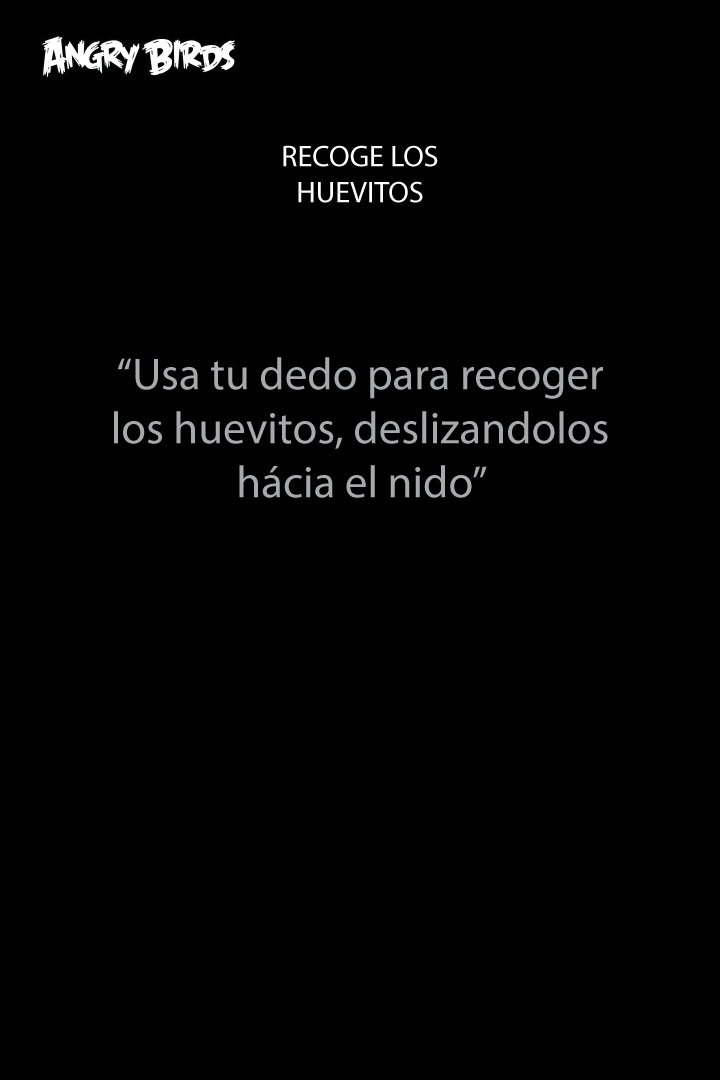 ANGRY BIRDS
RECOGE LOS
HUEVITOS
“Usa tu dedo para recoger
los huevitos, deslizandolos
hácia el nido”